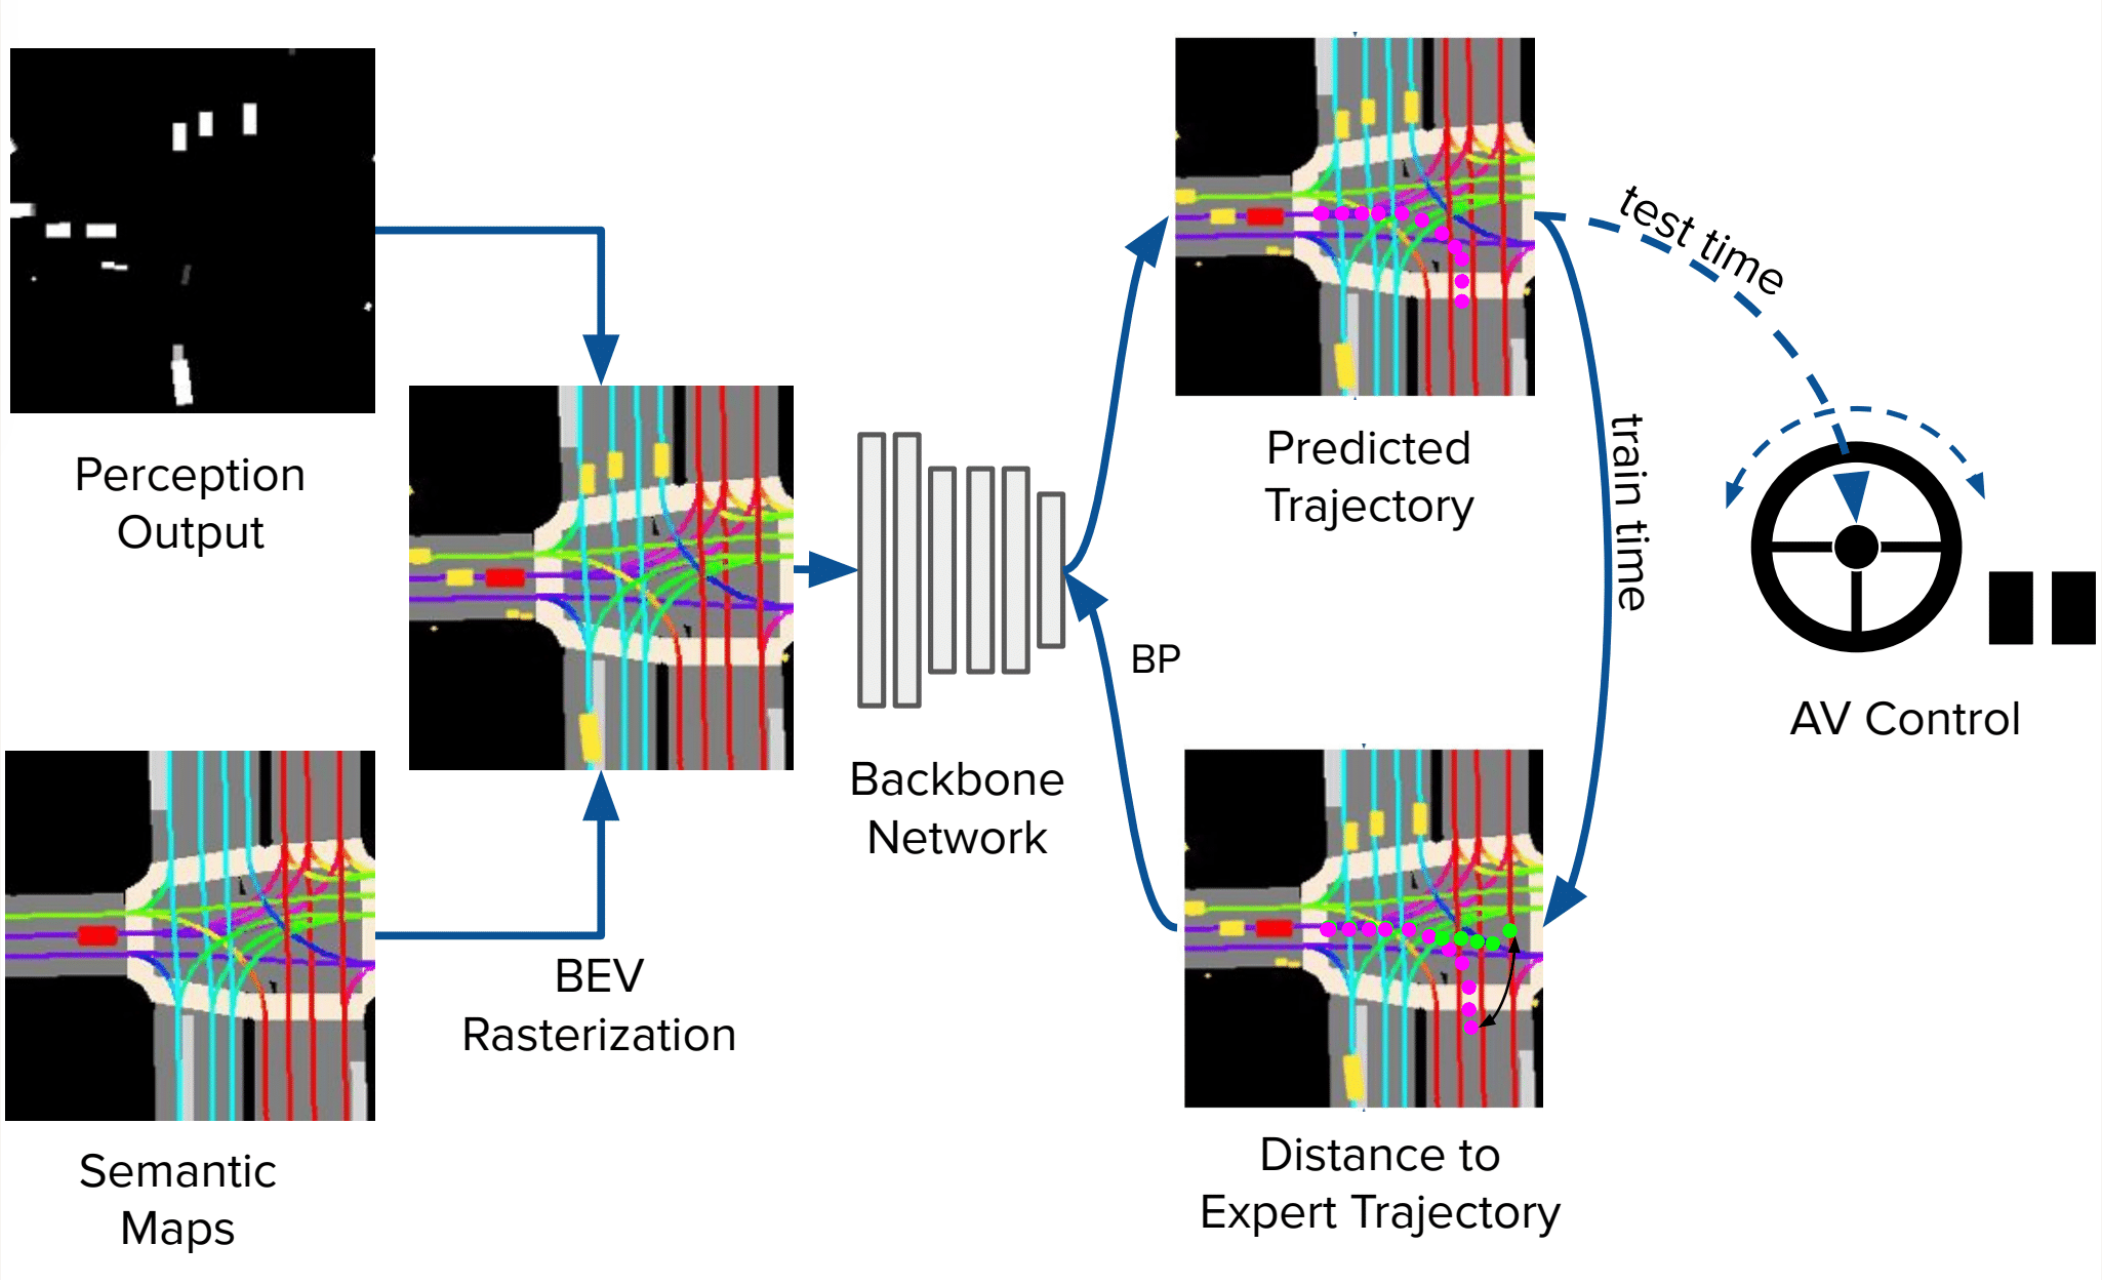 Perception
Output
Semantic
Maps
BEV
Rasterization
Backbone
Network
BP
Predicted
Trajectory
test time
train time
Distance to
Expert Trajectory
AV Control